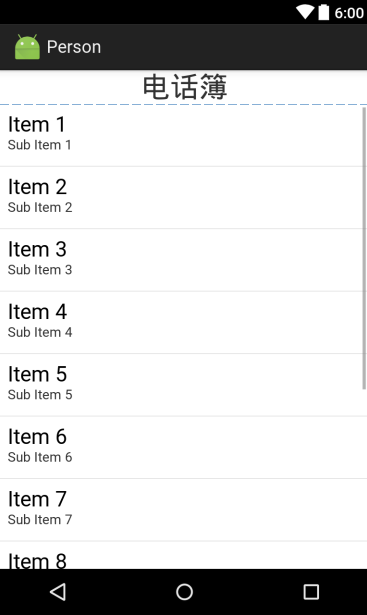 6:00
Person
电话簿
Item 1
Sub Item 1
Item 2
Sub Item 2
Item 3
Sub Item 3
Item 4
Sub Item 4
Item 5
Sub Item 5
Item 6
Sub Item 6
Item 7
Sub Item 7
Item 8